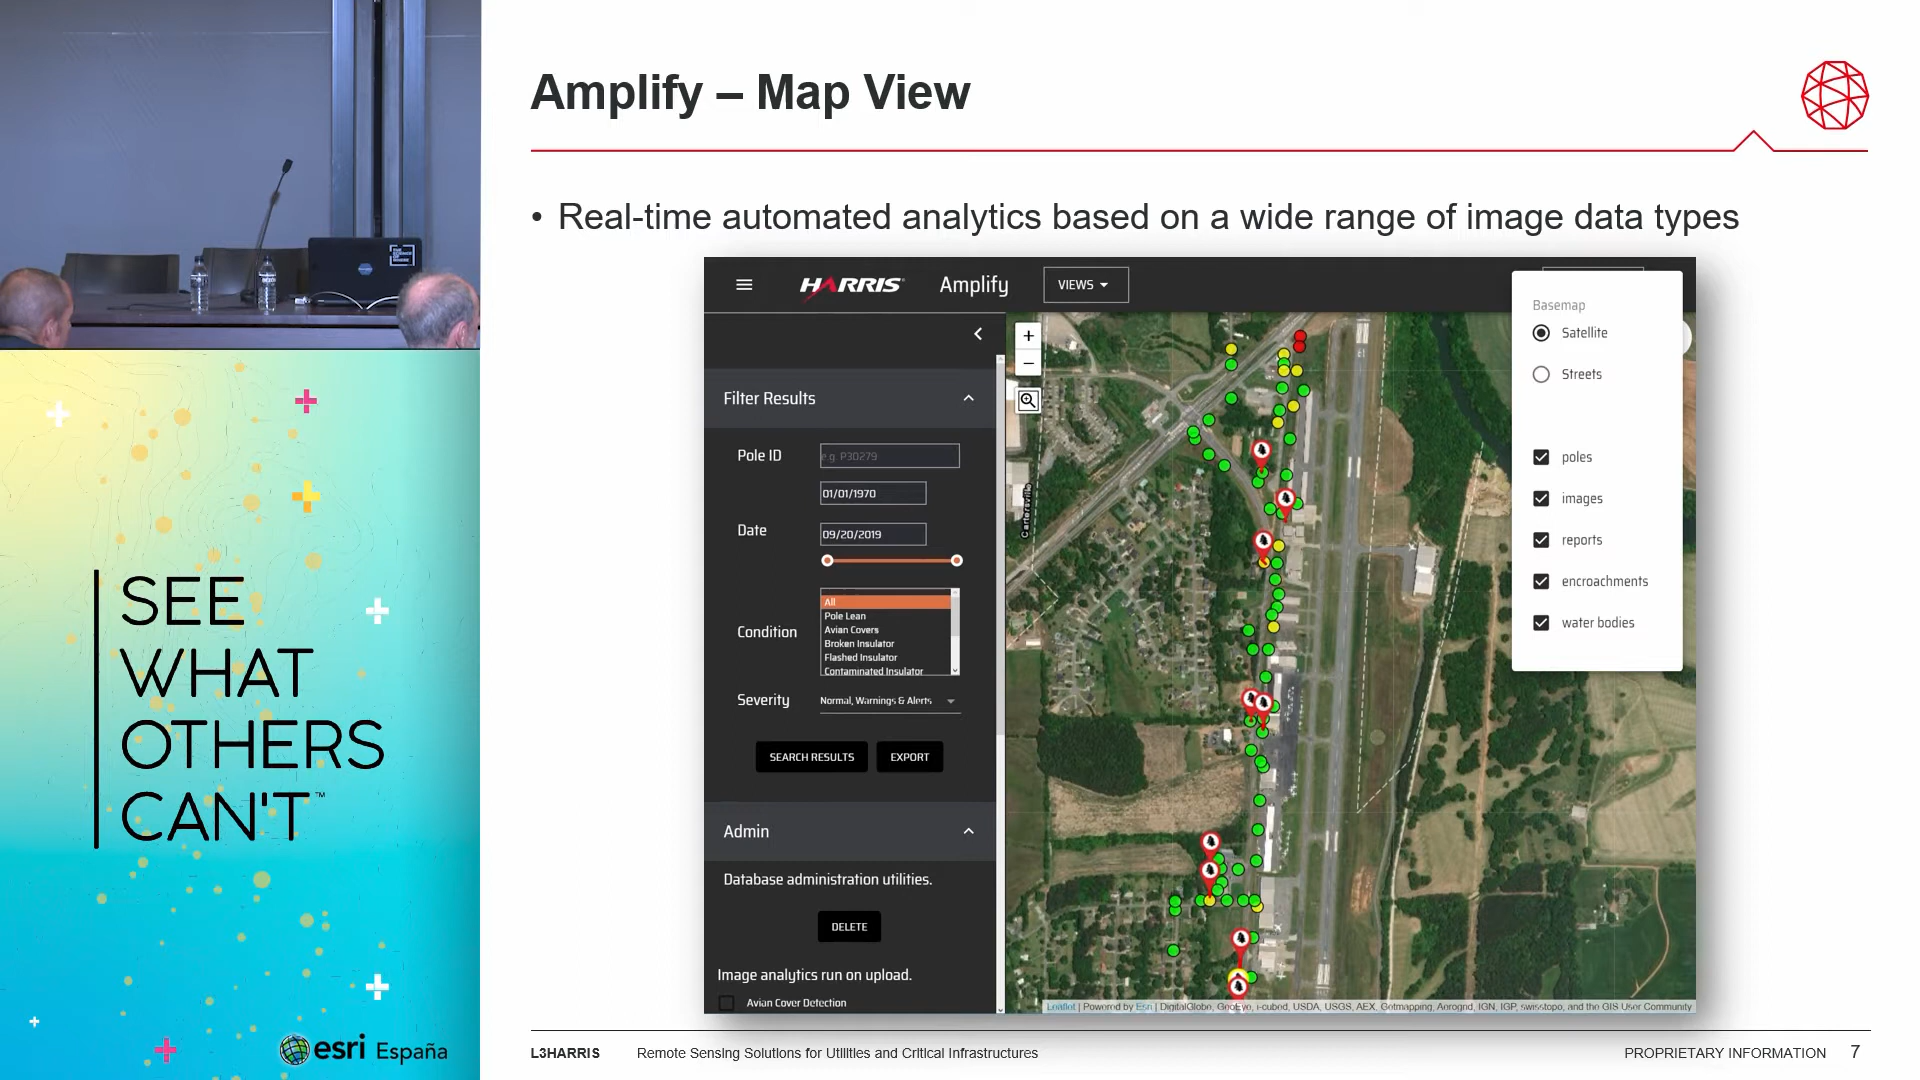 Amplify – Map View
• Real-time automated analytics based on a wide range of image data types
HARRIS
Amplify
VIEWS
Filter Results
Pole ID
e.g. P30279
01/01/1970
Date
09/20/2019
Condition
All
Pole Lean
Avian Covers
Broken Insulator
Flashed Insulator
Contaminated Insulator
Severity
Normal, Warnings & Alerts
SEARCH RESULTS
EXPORT
Admin
Database administration utilities.
DELETE
Image analytics run on upload.
Avian Cover Detection
+
−
Basemap
Satellite
Streets
poles
images
reports
encroachments
water bodies
Leaflet | Powered by Esri | DigitalGlobe, GeoEye, i-cubed, USDA, USGS, AEX, Getmapping, Aerogrid, IGN, IGP, swisstopo, and the GIS User Community
SEE
WHAT
OTHERS
CAN'T™
esri España
L3HARRIS
Remote Sensing Solutions for Utilities and Critical Infrastructures
PROPRIETARY INFORMATION
7